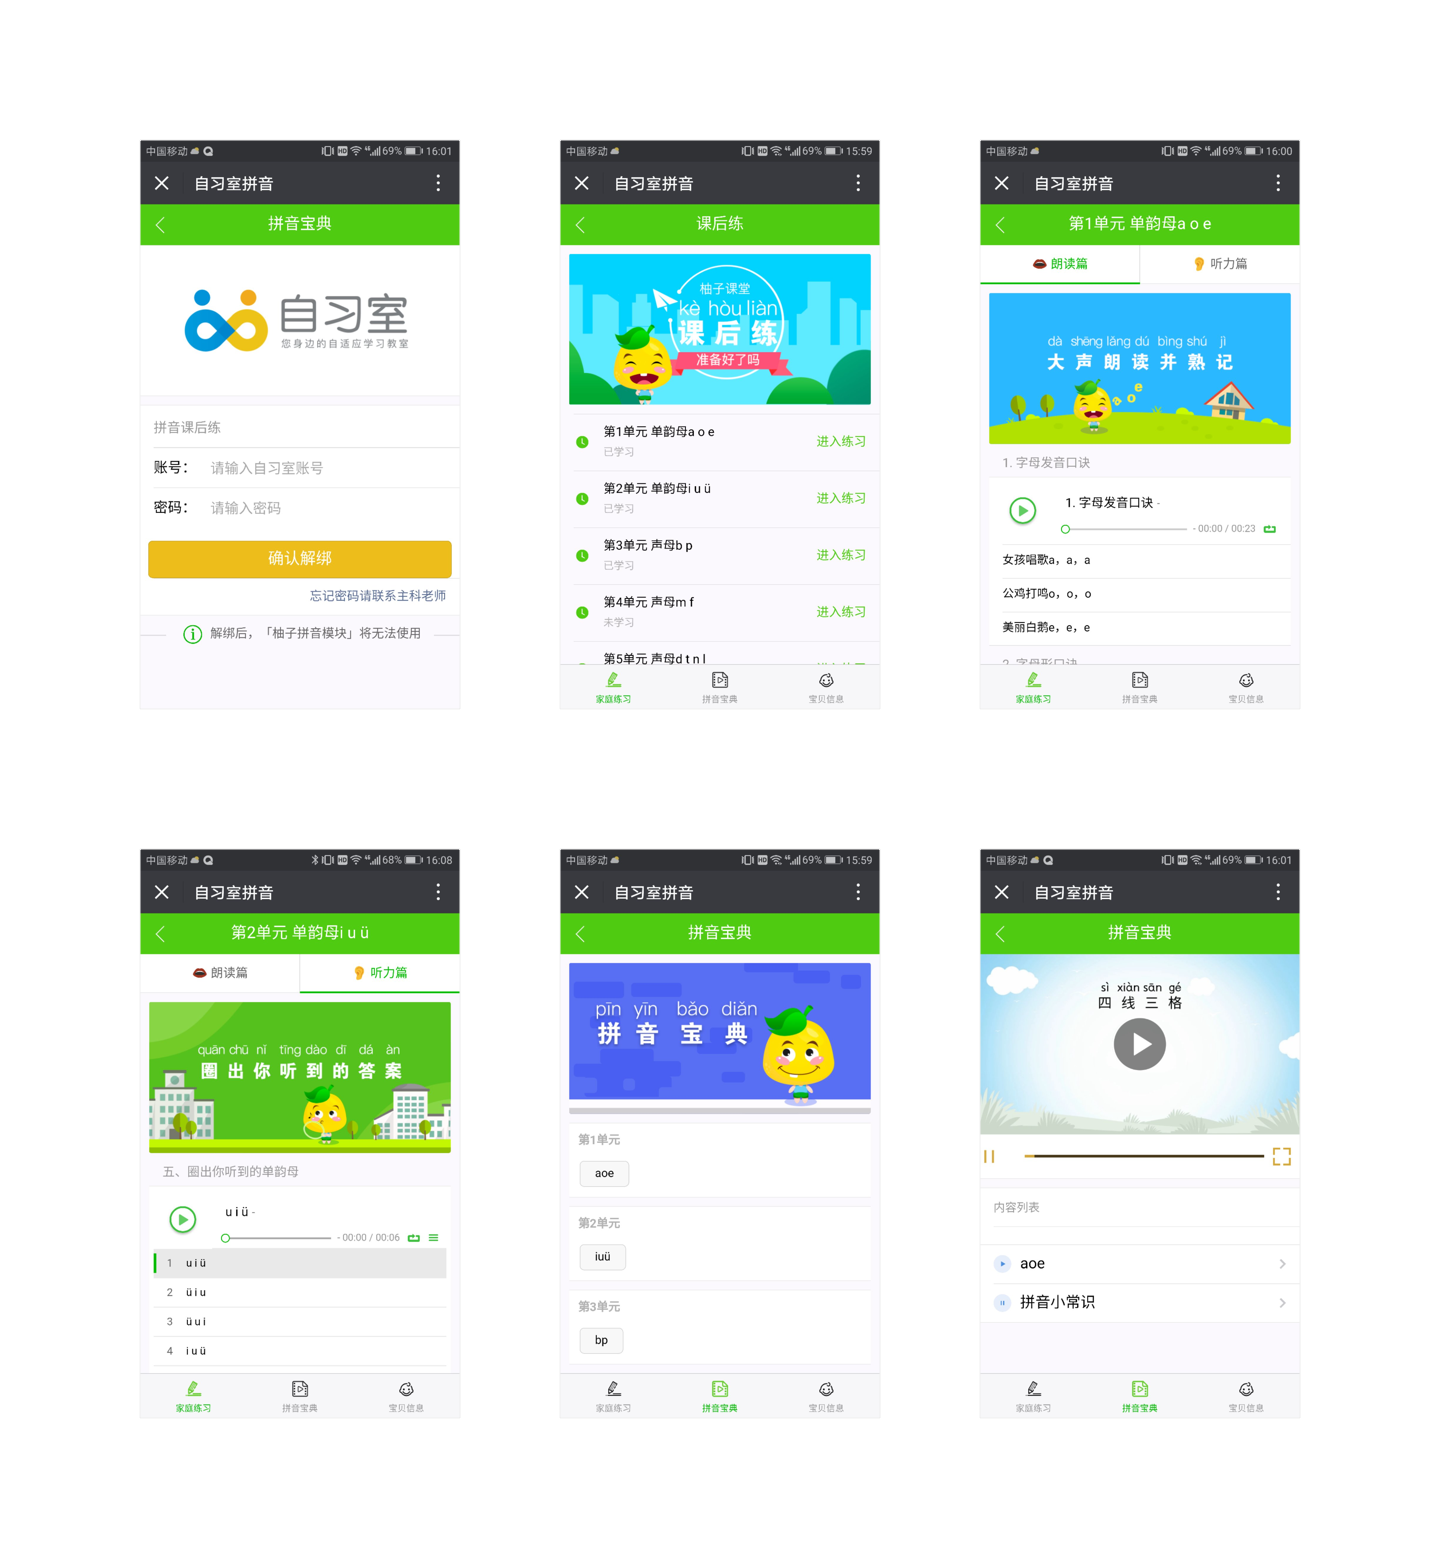 中国移动 HD 69% 16:01
自习室拼音
拼音宝典
自习室
您身边的自适应学习教室
拼音课后练
账号： 请输入自习室账号
密码： 请输入密码
确认解绑
忘记密码请联系主科老师
解绑后，「柚子拼音模块」将无法使用
中国移动 HD 69% 15:59
自习室拼音
课后练
柚子课堂
kè hòu liàn
课后练
准备好了吗
第1单元 单韵母a o e
已学习
进入练习
第2单元 单韵母i u ü
已学习
进入练习
第3单元 声母b p
已学习
进入练习
第4单元 声母m f
未学习
进入练习
第5单元 声母d t n l
家庭练习 拼音宝典 宝贝信息
中国移动 HD 69% 16:00
自习室拼音
第1单元 单韵母a o e
朗读篇 听力篇
dà shēng lǎng dú bìng shú jì
大声朗读并熟记
a o e
1. 字母发音口诀
1. 字母发音口诀 -
- 00:00 / 00:23
女孩唱歌a，a，a
公鸡打鸣o，o，o
美丽白鹅e，e，e
2. 字母形口诀
家庭练习 拼音宝典 宝贝信息
中国移动 HD 68% 16:08
自习室拼音
第2单元 单韵母i u ü
朗读篇 听力篇
quān chū nǐ tīng dào dī dá àn
圈出你听到的答案
五、圈出你听到的单韵母
u i ü -
- 00:00 / 00:06
1 u i ü
2 ü i u
3 ü u i
4 i u ü
家庭练习 拼音宝典 宝贝信息
中国移动 HD 69% 15:59
自习室拼音
拼音宝典
pīn yīn bǎo diǎn
拼音宝典
第1单元
aoe
第2单元
iuü
第3单元
bp
家庭练习 拼音宝典 宝贝信息
中国移动 HD 69% 16:01
自习室拼音
拼音宝典
sì xiàn sān gé
四线三格
内容列表
aoe
拼音小常识
家庭练习 拼音宝典 宝贝信息